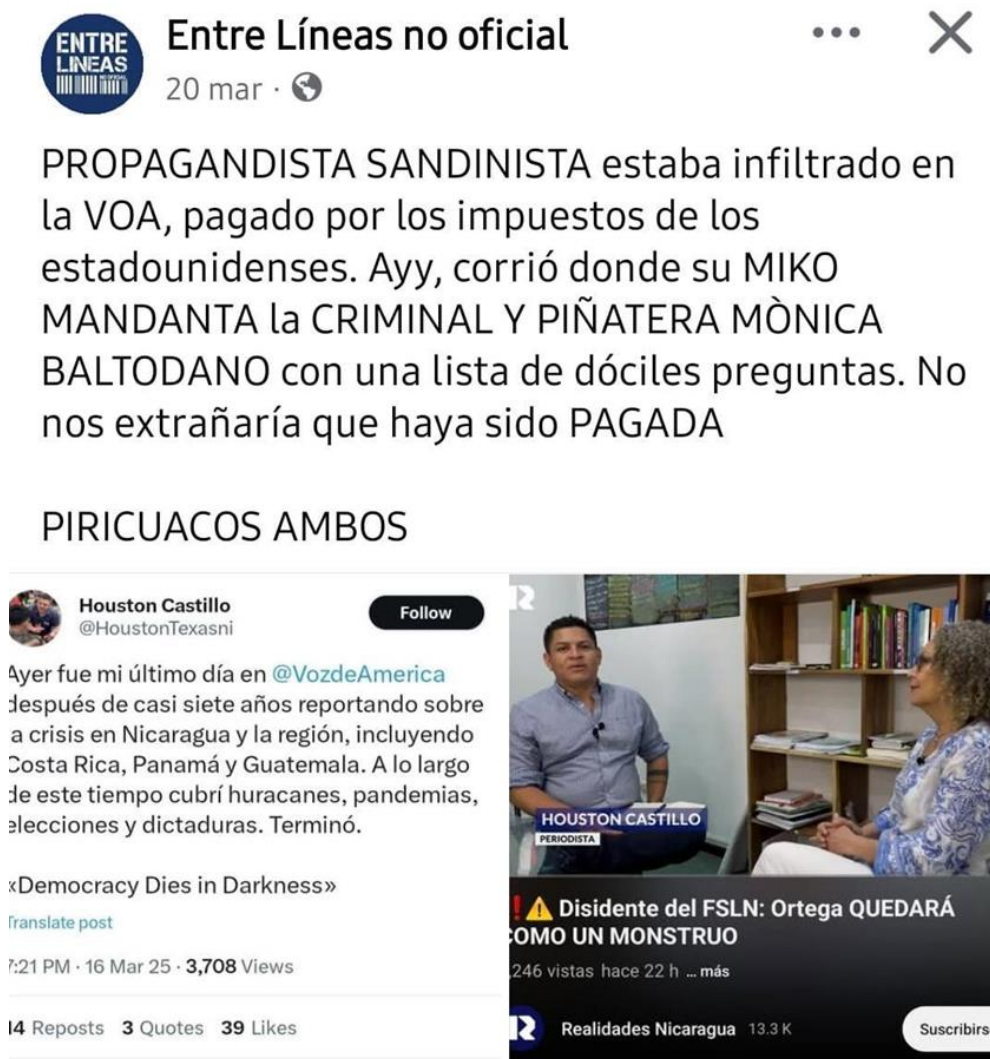 ENTRE
LINEAS
NO OFICIAL
Entre Líneas no oficial
20 mar ·
PROPAGANDISTA SANDINISTA estaba infiltrado en
la VOA, pagado por los impuestos de los
estadounidenses. Ayy, corrió donde su MIKO
MANDANTA la CRIMINAL Y PIÑATERA MÒNICA
BALTODANO con una lista de dóciles preguntas. No
nos extrañaría que haya sido PAGADA
PIRICUACOS AMBOS
Houston Castillo
@HoustonTexasni
Follow
Ayer fue mi último día en @VozdeAmerica
después de casi siete años reportando sobre
a crisis en Nicaragua y la región, incluyendo
Costa Rica, Panamá y Guatemala. A lo largo
de este tiempo cubrí huracanes, pandemias,
elecciones y dictaduras. Terminó.
«Democracy Dies in Darkness»
Translate post
7:21 PM · 16 Mar 25 · 3,708 Views
14 Reposts 3 Quotes 39 Likes
R
HOUSTON CASTILLO
PERIODISTA
Disidente del FSLN: Ortega QUEDARÁ
COMO UN MONSTRUO
246 vistas hace 22 h ... más
R
Realidades Nicaragua 13.3 K
Suscribirs